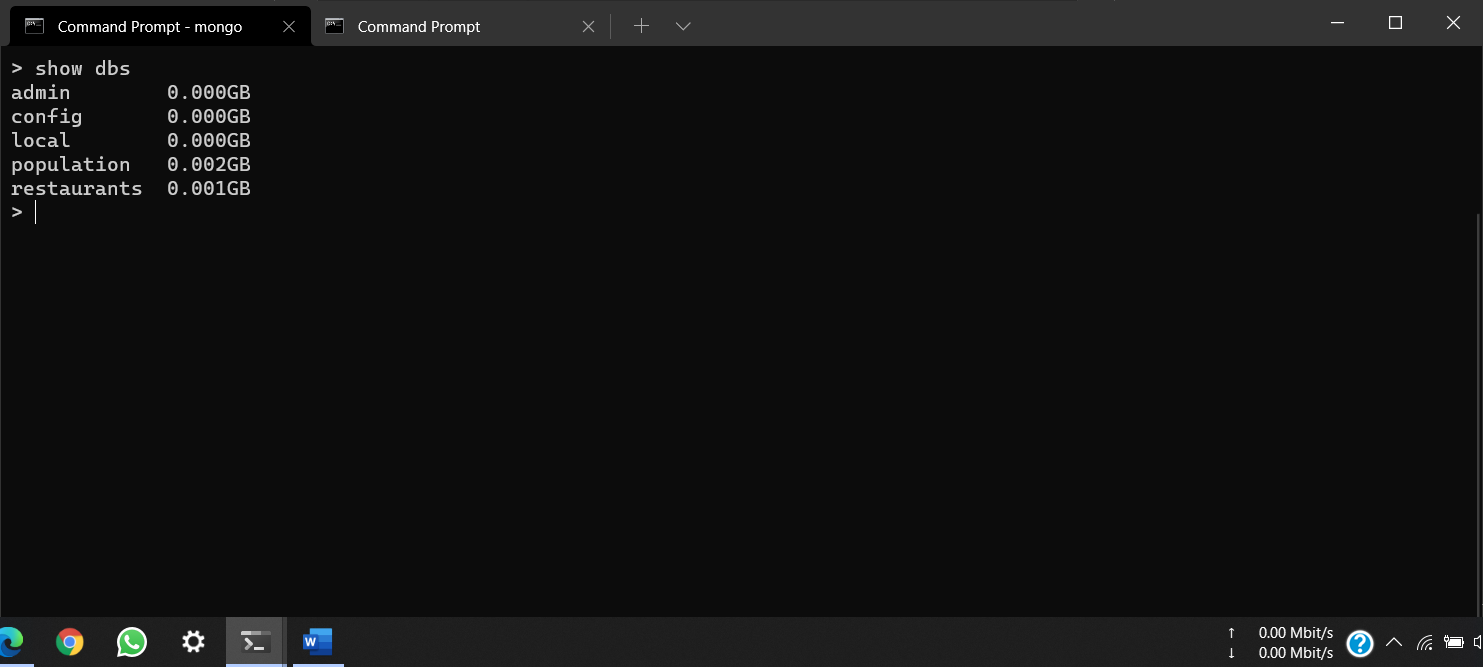 Command Prompt - mongo
Command Prompt
> show dbs
admin 0.000GB
config 0.000GB
local 0.000GB
population 0.002GB
restaurants 0.001GB
>
W
↑ 0.00 Mbit/s
↓ 0.00 Mbit/s
?